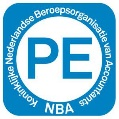 Koninklijke Nederlandse Beroepsorganisatie van Accountants
PE
NBA